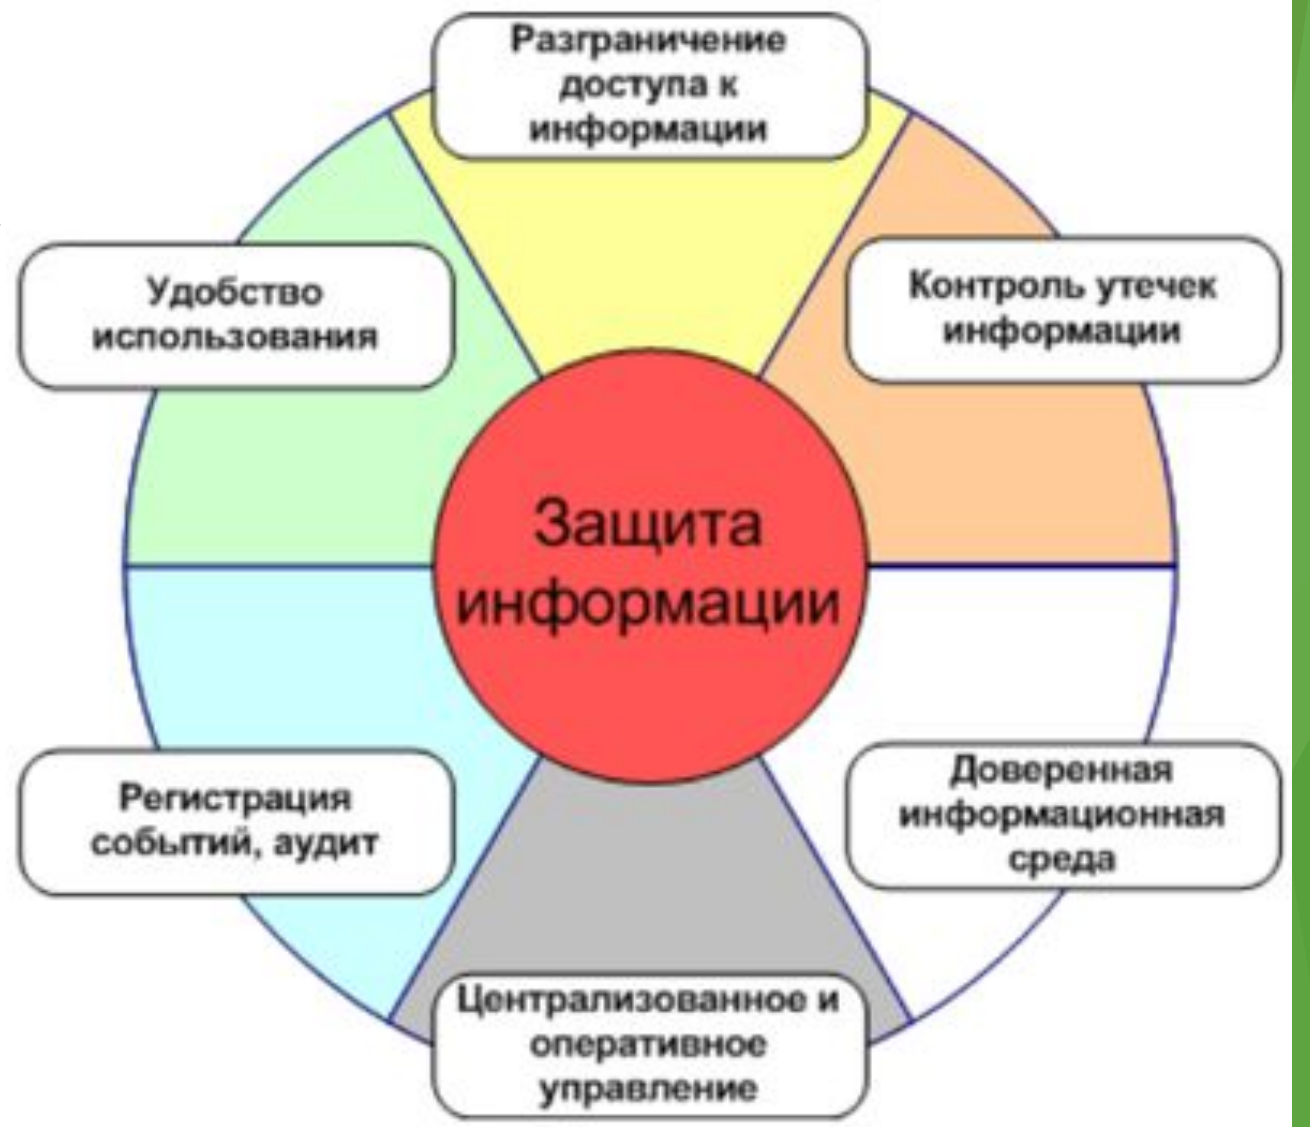 Разграничение
доступа к
информации
Удобство
использования
Контроль утечек
информации
Защита
информации
Регистрация
событий, аудит
Доверенная
информационная
среда
Централизованное и
оперативное
управление